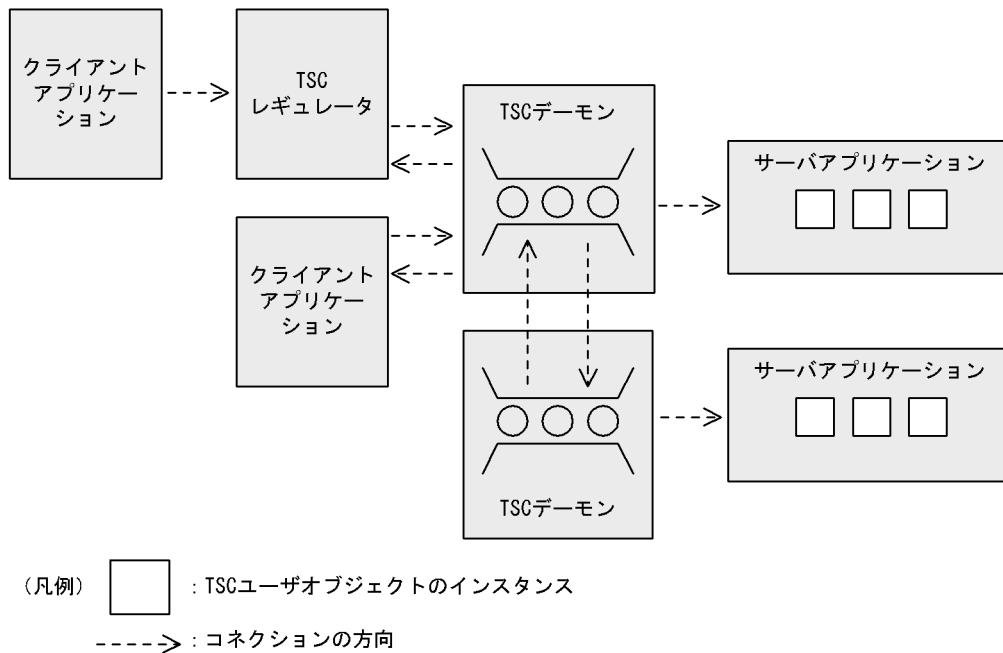 クライアント
アプリケー
ション
TSC
レギュレータ
TSCデーモン
サーバアプリケーション
クライアント
アプリケー
ション
サーバアプリケーション
TSCデーモン
(凡例)
：TSCユーザオブジェクトのインスタンス
：コネクションの方向